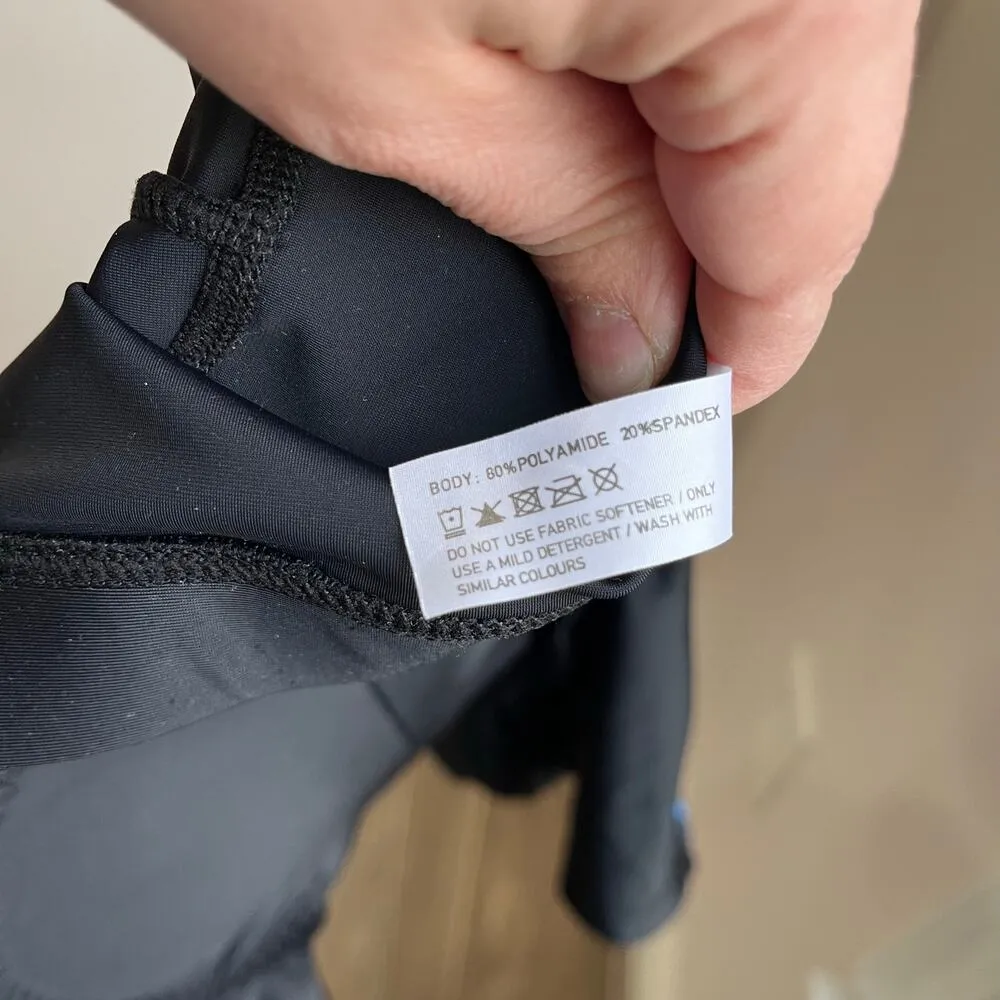 BODY: 80%POLYAMIDE 20%SPANDEX
DO NOT USE FABRIC SOFTENER / ONLY
USE A MILD DETERGENT / WASH WITH
SIMILAR COLOURS